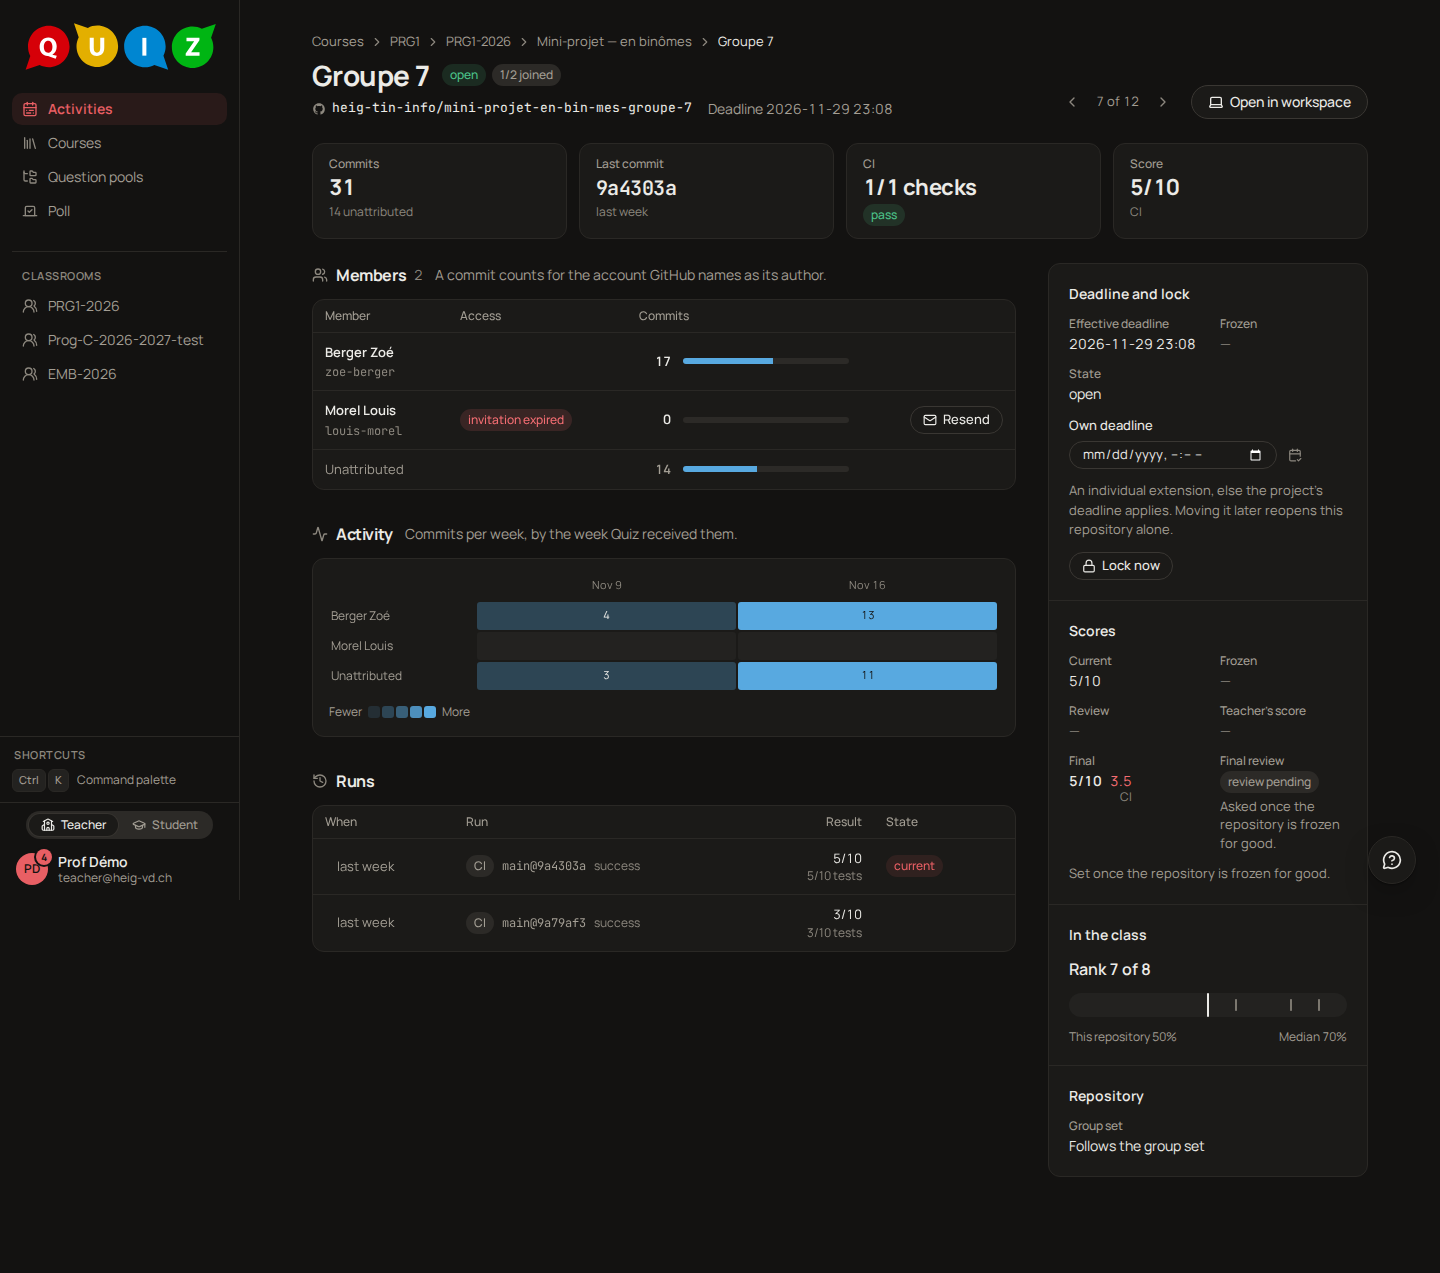 QUIZ
Activities
Courses
Question pools
Poll
CLASSROOMS
PRG1-2026
Prog-C-2026-2027-test
EMB-2026
SHORTCUTS
Ctrl K Command palette
Teacher Student
PD 4
Prof Démo
teacher@heig-vd.ch
Courses > PRG1 > PRG1-2026 > Mini-projet — en binômes > Groupe 7
Groupe 7 open 1/2 joined
heig-tin-info/mini-projet-en-bin-mes-groupe-7 Deadline 2026-11-29 23:08
7 of 12
Open in workspace
Commits
31
14 unattributed
Last commit
9a4303a
last week
CI
1/1 checks
pass
Score
5/10
CI
Members 2 A commit counts for the account GitHub names as its author.
Member Access Commits
Berger Zoé
zoe-berger
17
Morel Louis
louis-morel
invitation expired
0
Resend
Unattributed 14
Activity Commits per week, by the week Quiz received them.
Nov 9 Nov 16
Berger Zoé 4 13
Morel Louis
Unattributed 3 11
Fewer More
Runs
When Run Result State
last week CI main@9a4303a success 5/10 current
5/10 tests
last week CI main@9a79af3 success 3/10
3/10 tests
Deadline and lock
Effective deadline Frozen
2026-11-29 23:08 —
State
open
Own deadline
mm/dd/yyyy, --:-- --
An individual extension, else the project's
deadline applies. Moving it later reopens this
repository alone.
Lock now
Scores
Current Frozen
5/10 —
Review Teacher's score
— —
Final Final review
5/10 3.5 review pending
CI
Asked once the
repository is frozen
for good.
Set once the repository is frozen for good.
In the class
Rank 7 of 8
This repository 50% Median 70%
Repository
Group set
Follows the group set